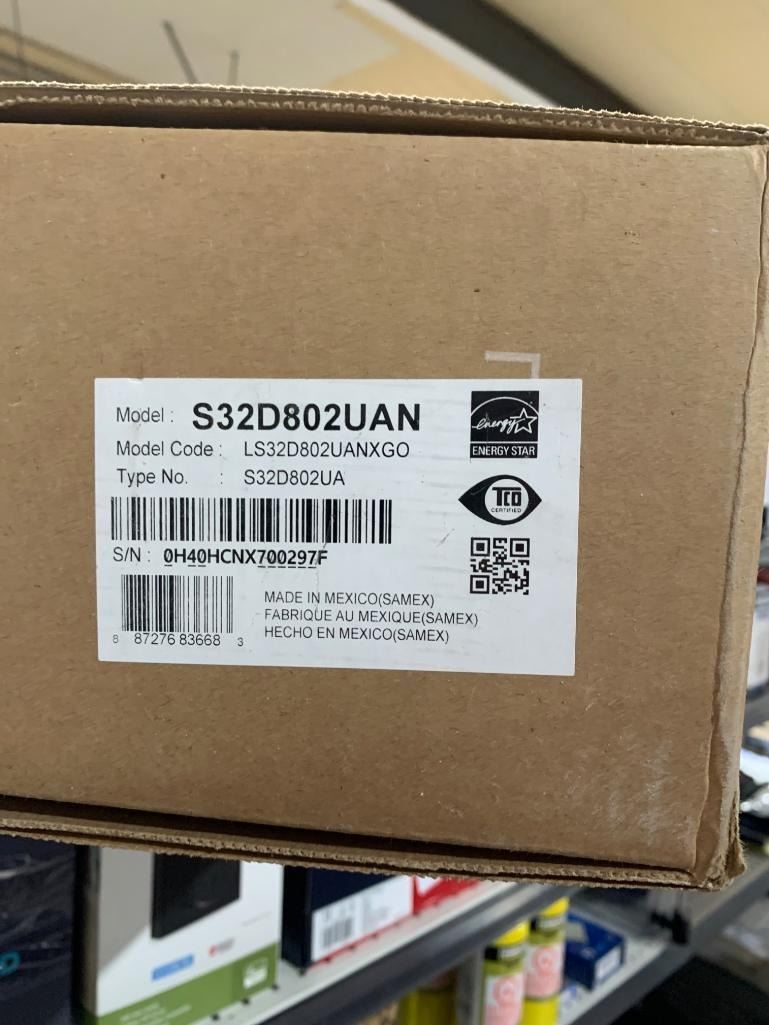 Model : S32D802UAN
Model Code : LS32D802UANXGO
Type No. : S32D802UA
S/N : 0H40HCNX700297F
8 87276 83668 3
MADE IN MEXICO(SAMEX)
FABRIQUE AU MEXIQUE(SAMEX)
HECHO EN MEXICO(SAMEX)
energy
ENERGY STAR
TCO
CERTIFIED